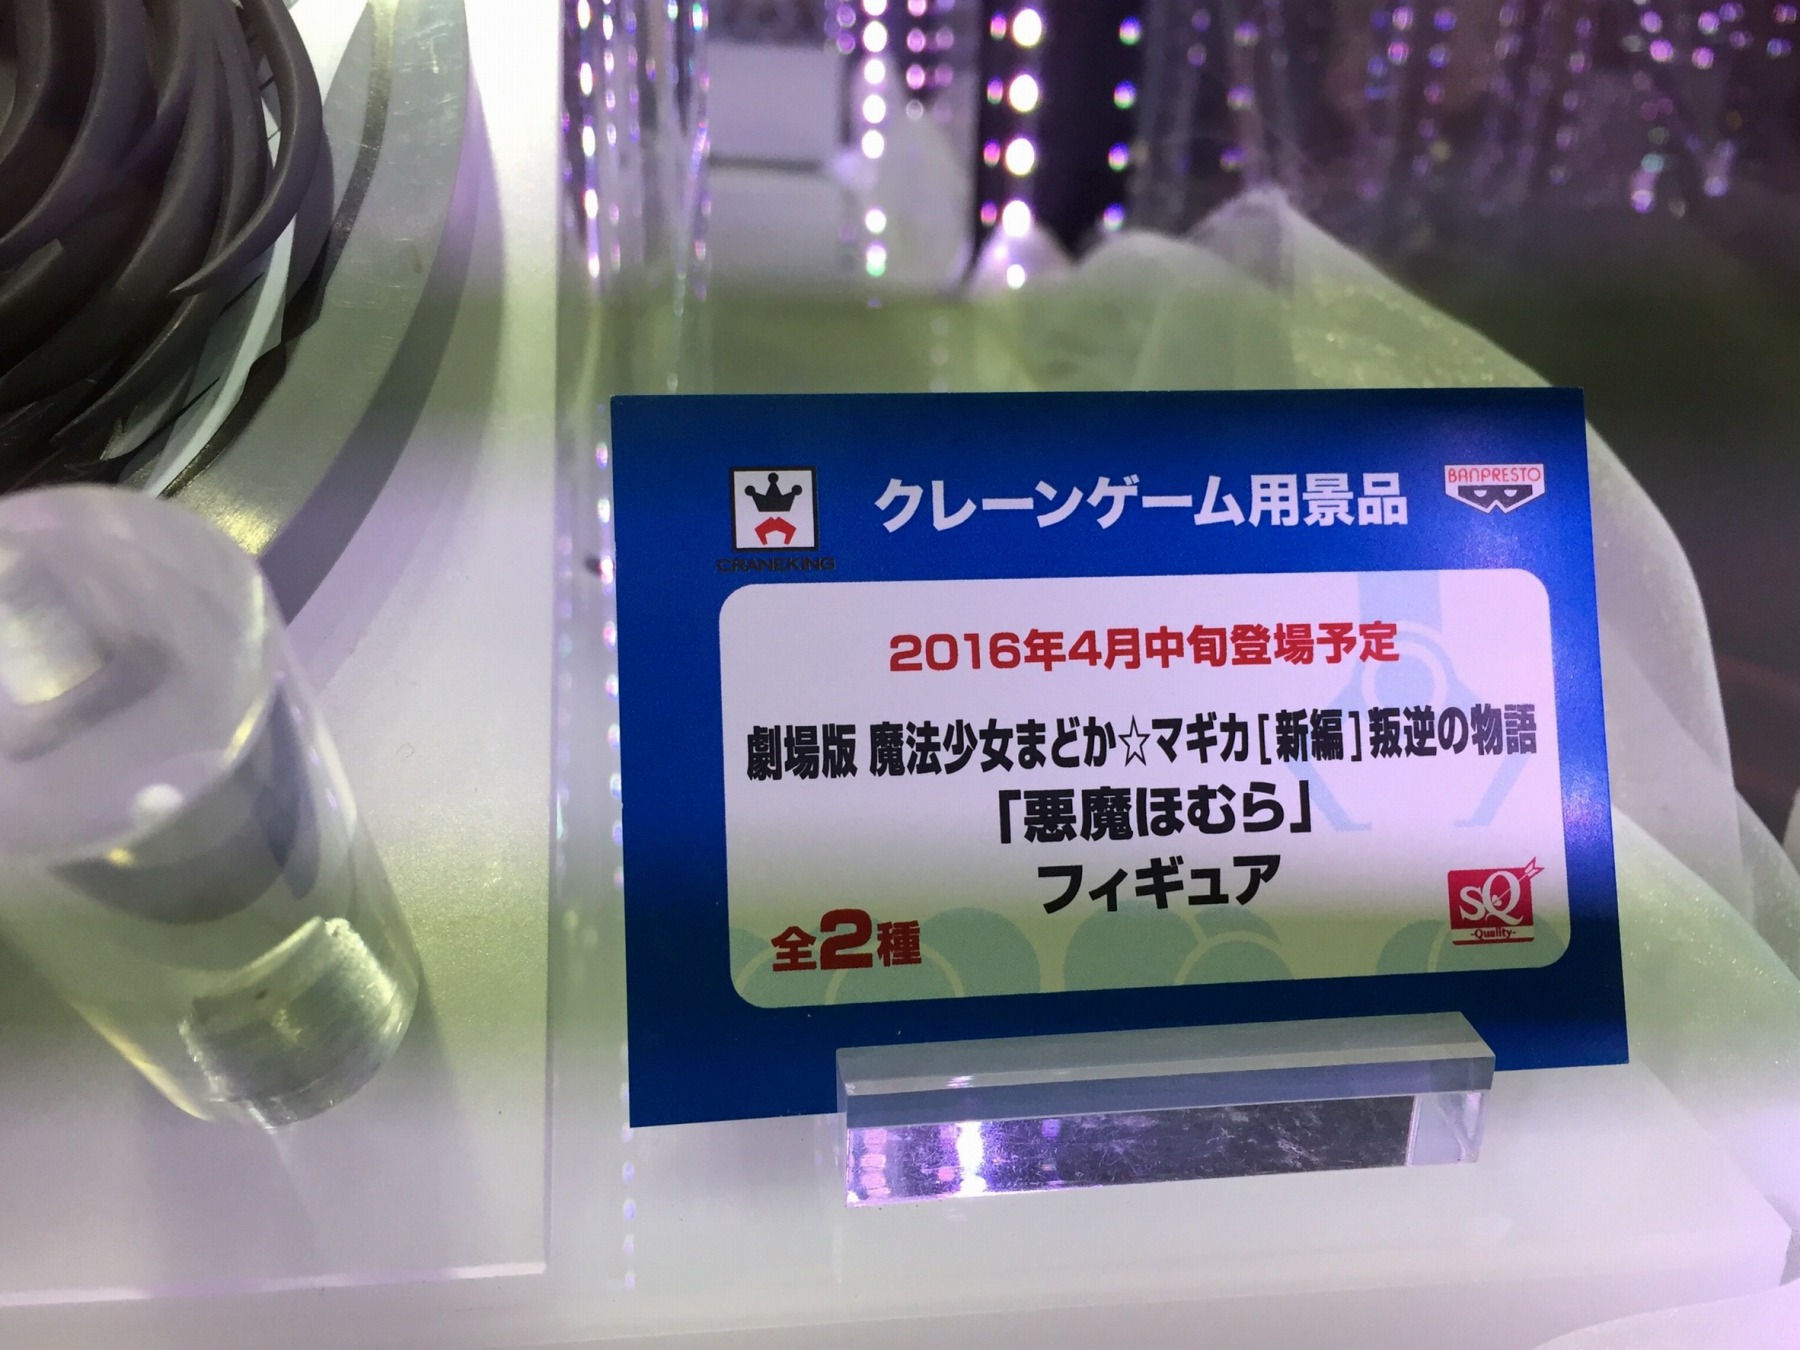 クレーンゲーム用景品
BANPRESTO
CRANEKING
2016年4月中旬登場予定
劇場版 魔法少女まどか☆マギカ[新編]叛逆の物語
「悪魔ほむら」
フィギュア
全2種
SQ
-Quality-